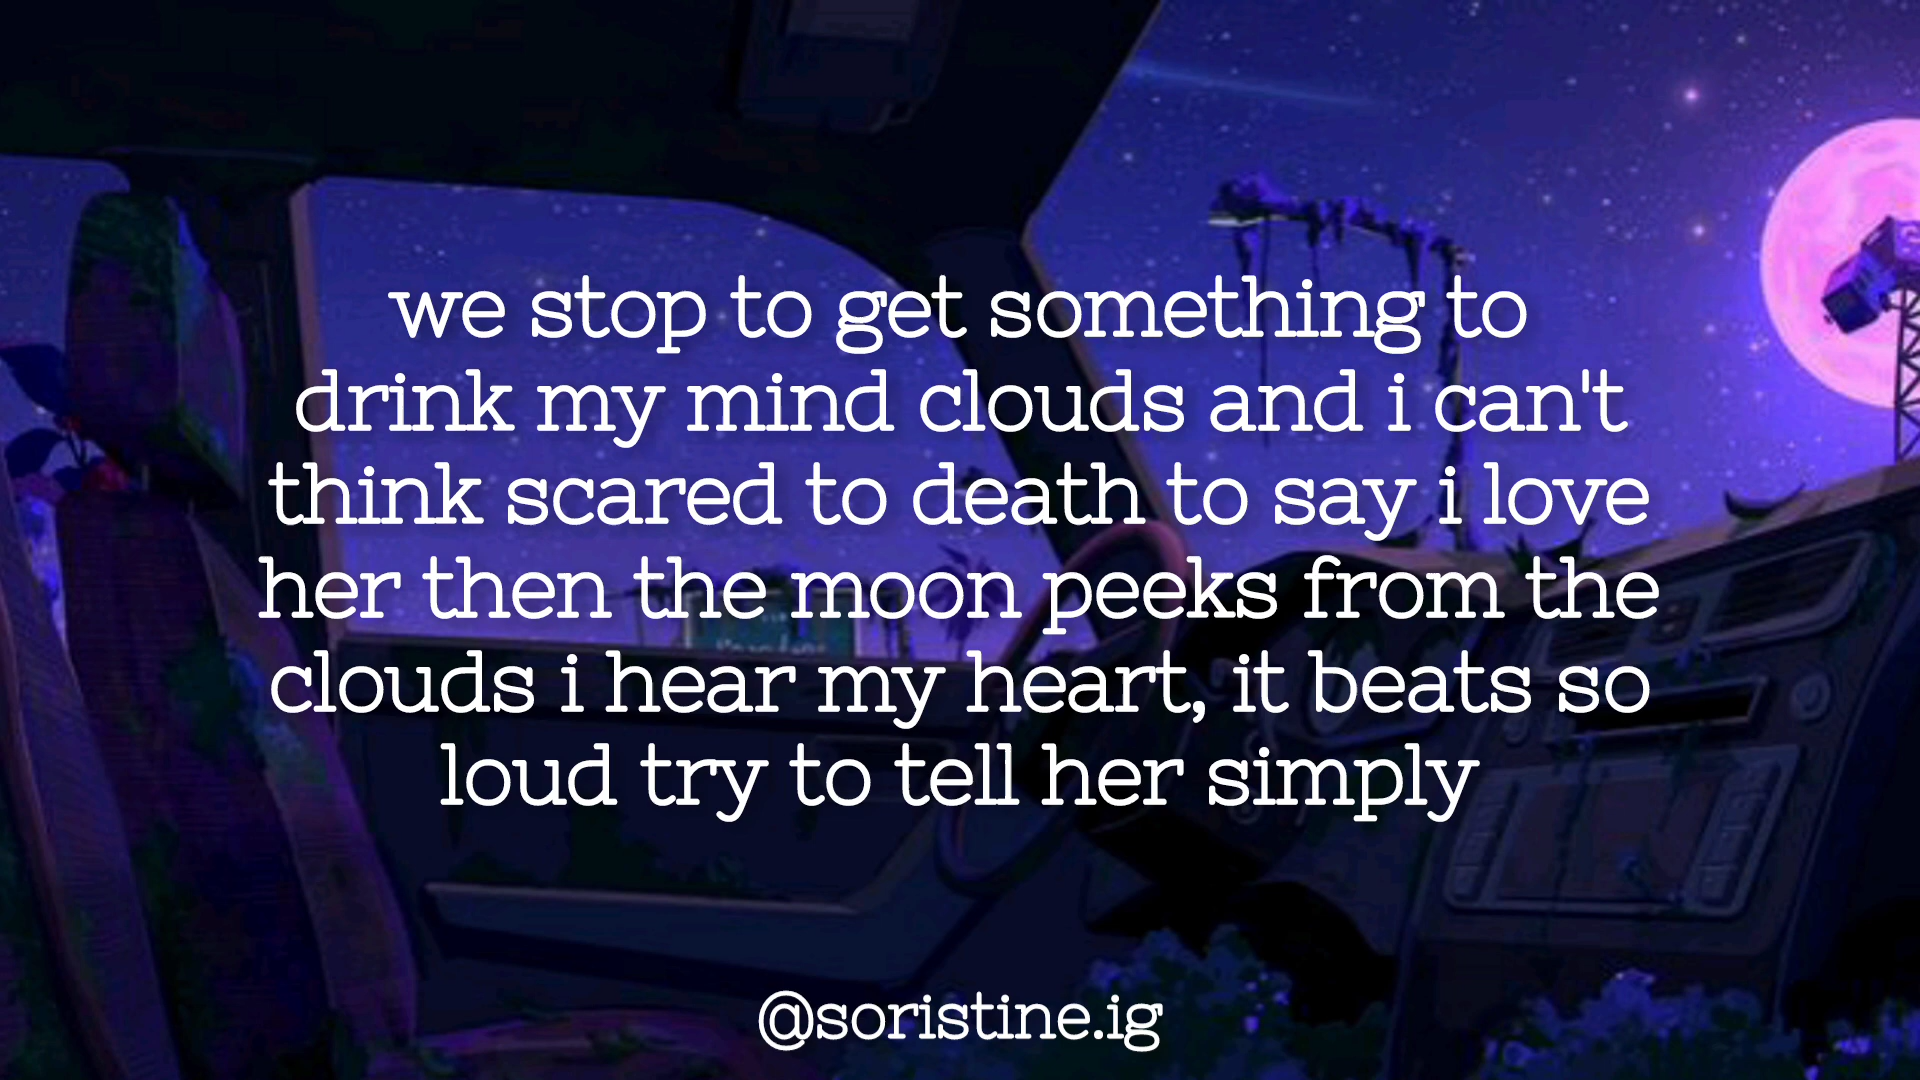 we stop to get something to
drink my mind clouds and i can't
think scared to death to say i love
her then the moon peeks from the
clouds i hear my heart, it beats so
loud try to tell her simply
@soristine.ig